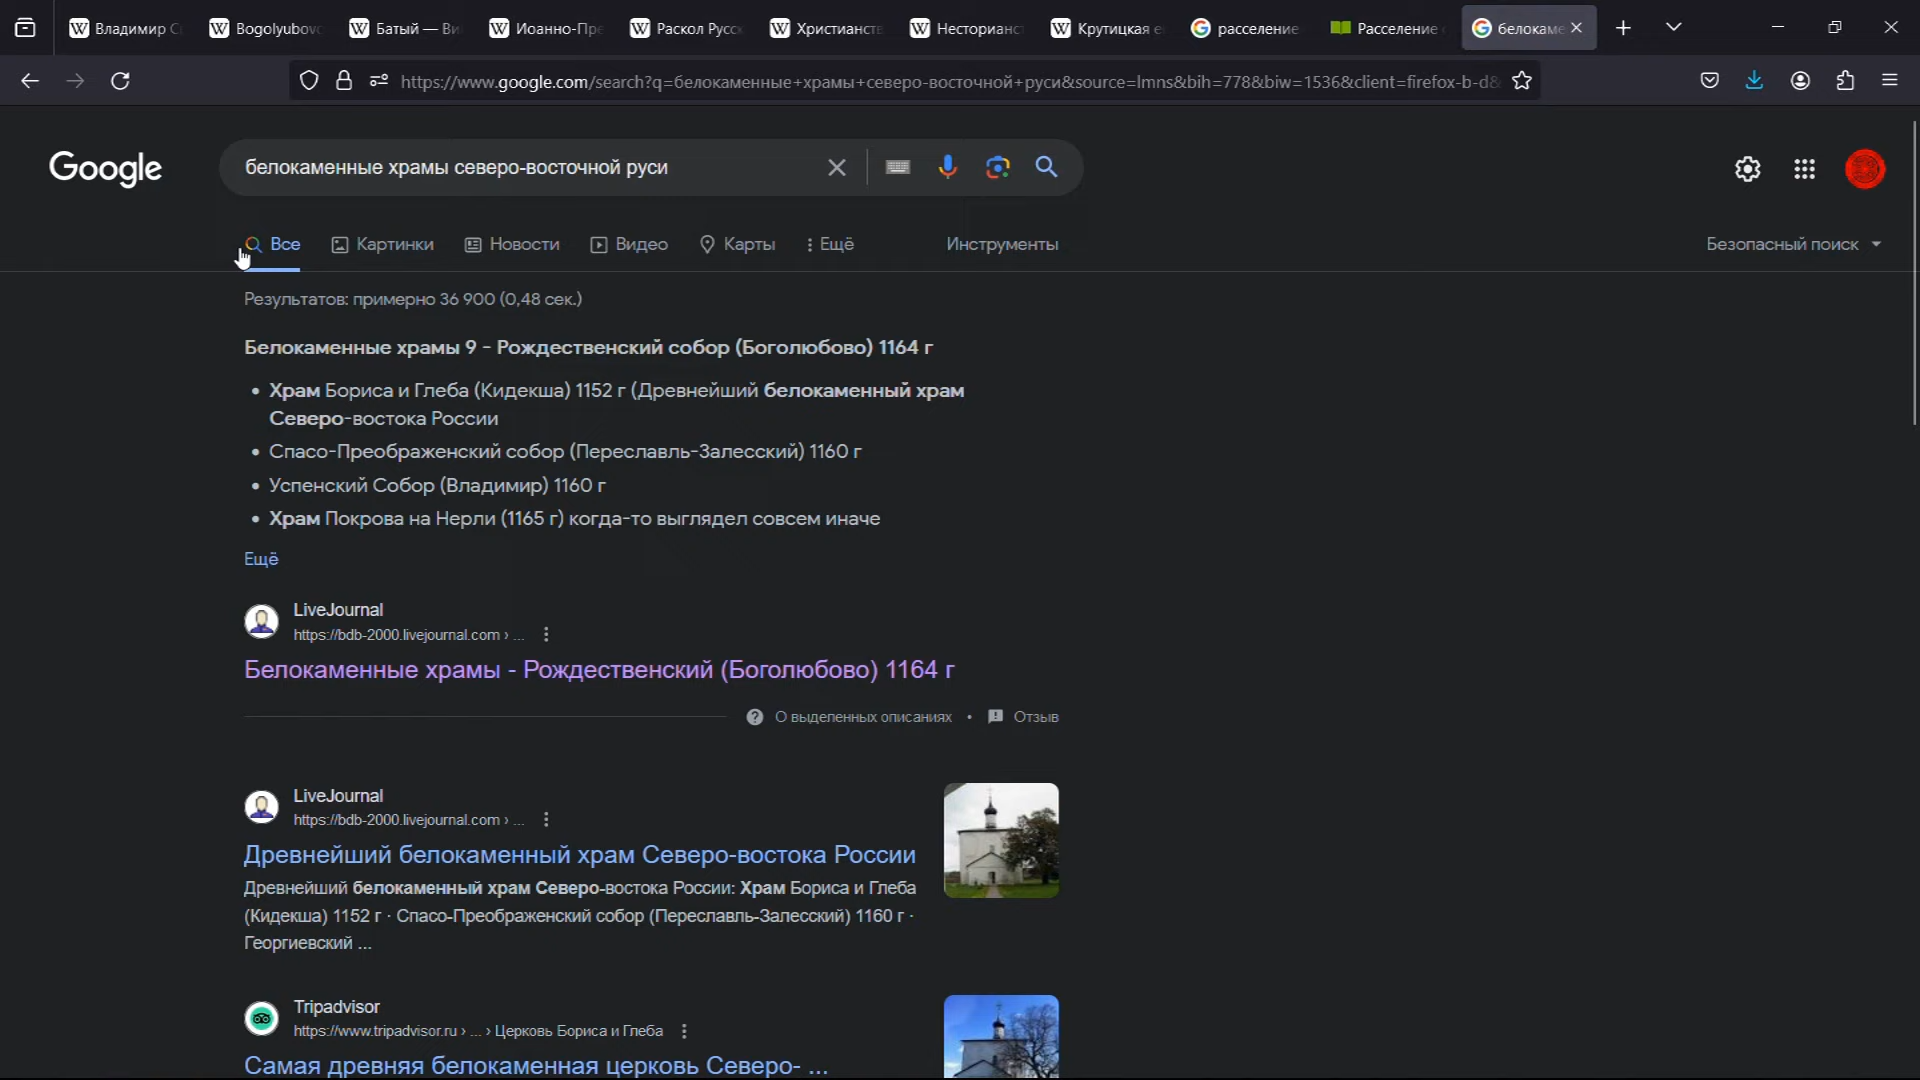 Владимир С
Bogolyubovo
Батый — Ви
Иоанно-Пре
Раскол Русск
Христианств
Несторианст
Крутицкая е
расселение
Расселение
белокаме
https://www.google.com/search?q=белокаменные+храмы+северо-восточной+руси&source=lmns&bih=778&biw=1536&client=firefox-b-d&
Google
белокаменные храмы северо-восточной руси
Все
Картинки
Новости
Видео
Карты
Ещё
Инструменты
Безопасный поиск
Результатов: примерно 36 900 (0,48 сек.)
Белокаменные храмы 9 - Рождественский собор (Боголюбово) 1164 г
• Храм Бориса и Глеба (Кидекша) 1152 г (Древнейший белокаменный храм
Северо-востока России
• Спасо-Преображенский собор (Переславль-Залесский) 1160 г
• Успенский Собор (Владимир) 1160 г
• Храм Покрова на Нерли (1165 г) когда-то выглядел совсем иначе
Ещё
LiveJournal
https://bdb-2000.livejournal.com › ...
Белокаменные храмы - Рождественский (Боголюбово) 1164 г
О выделенных описаниях • Отзыв
LiveJournal
https://bdb-2000.livejournal.com › ...
Древнейший белокаменный храм Северо-востока России
Древнейший белокаменный храм Северо-востока России: Храм Бориса и Глеба
(Кидекша) 1152 г · Спасо-Преображенский собор (Переславль-Залесский) 1160 г ·
Георгиевский ...
Tripadvisor
https://www.tripadvisor.ru › ... › Церковь Бориса и Глеба
Самая древняя белокаменная церковь Северо- ...